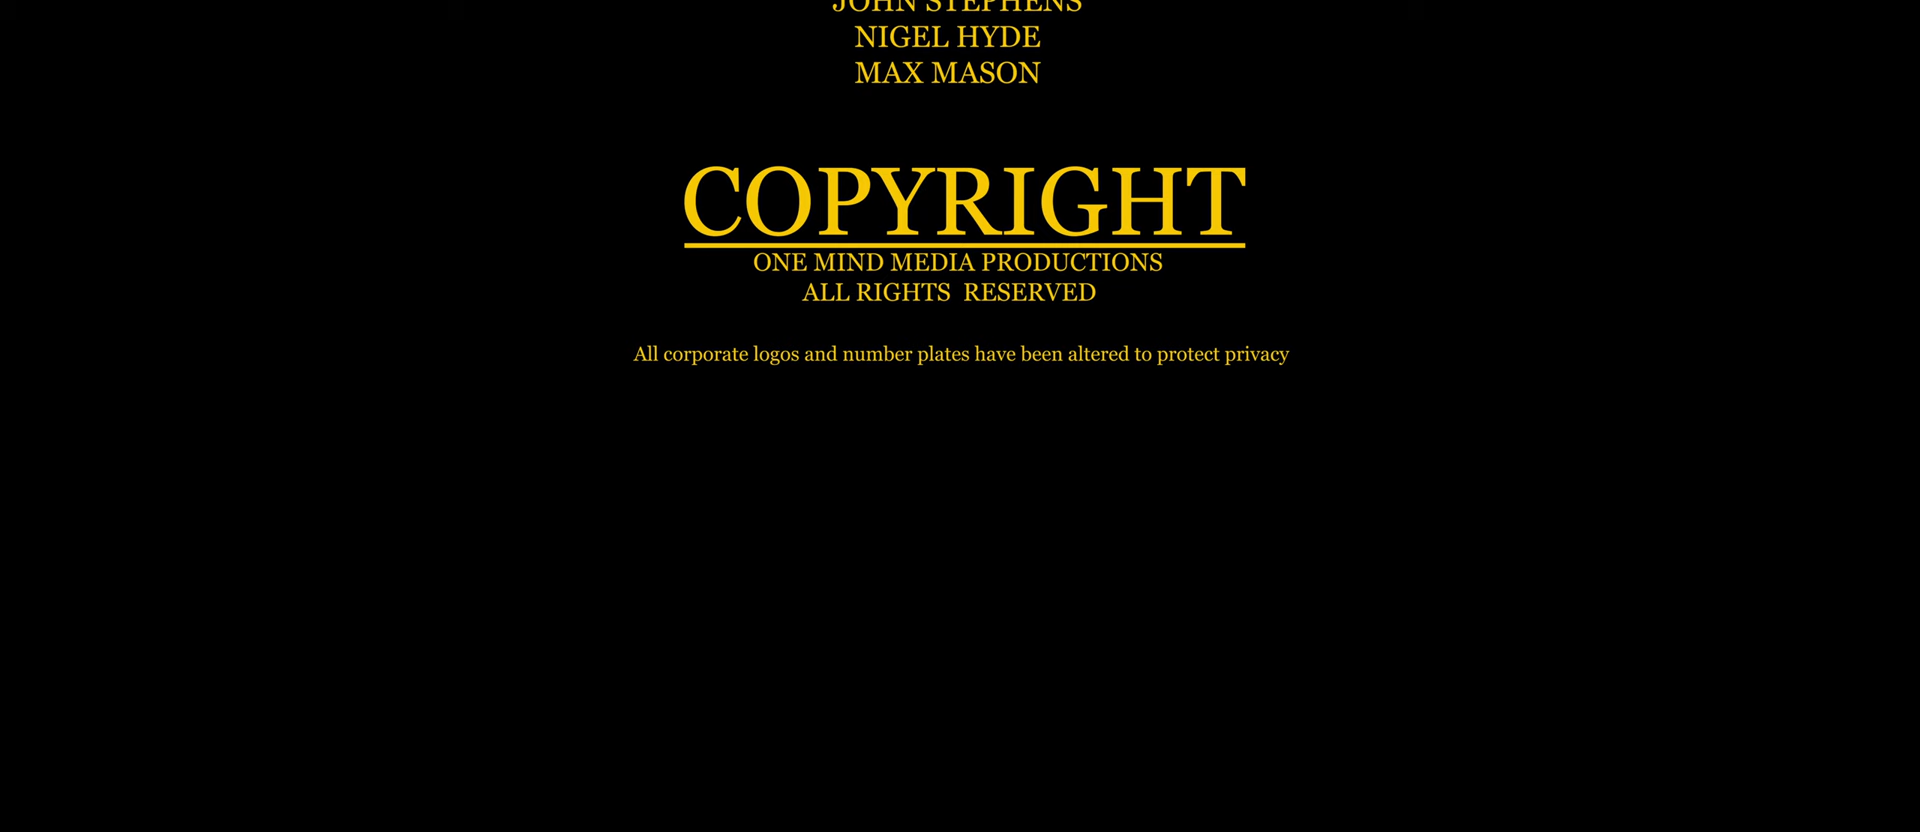 JOHN STEPHENS
NIGEL HYDE
MAX MASON
COPYRIGHT
ONE MIND MEDIA PRODUCTIONS
ALL RIGHTS  RESERVED
All corporate logos and number plates have been altered to protect privacy